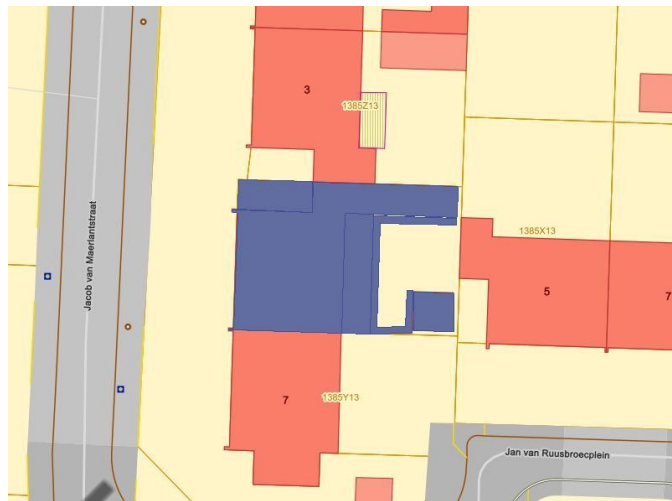 3
1385Z13
Jacob van Maerlantstraat
1385X13
5
7
7
1385Y13
Jan van Ruusbroecplein